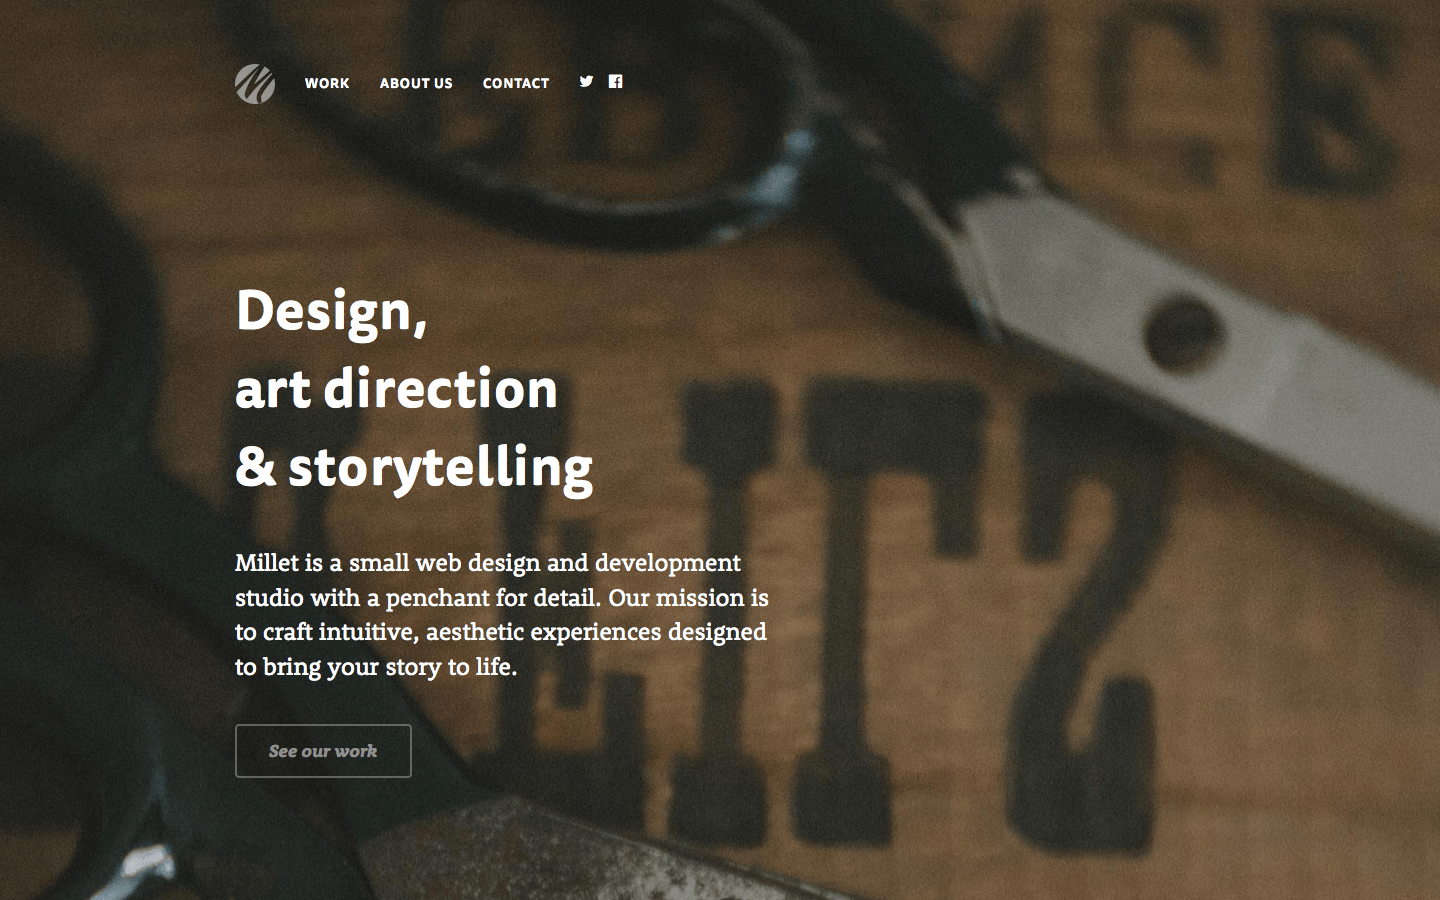 WORK ABOUT US CONTACT
Design,
art direction
& storytelling
Millet is a small web design and development
studio with a penchant for detail. Our mission is
to craft intuitive, aesthetic experiences designed
to bring your story to life.
See our work